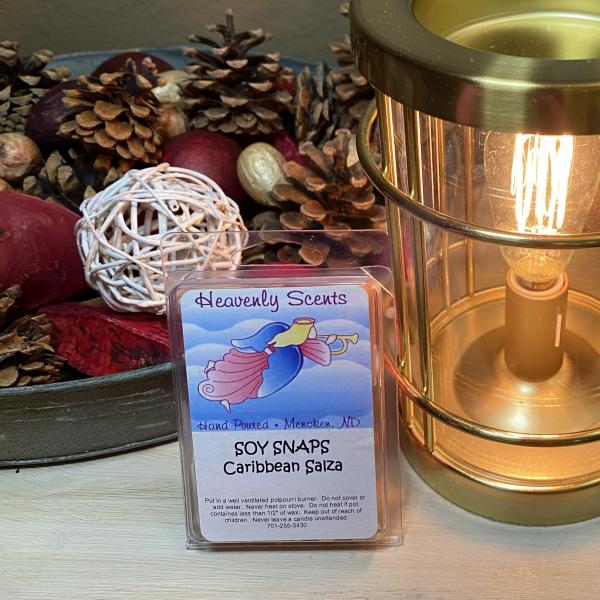 Heavenly Scents
Hand Poured • Menoken, ND
SOY SNAPS
Caribbean Salza
Put in a well ventilated potpourri burner. Do not cover or
add water. Never heat on stove. Do not heat if pot
containes less than 1/2" of wax. Keep out of reach of
children. Never leave a candle unattended.
701-255-3430